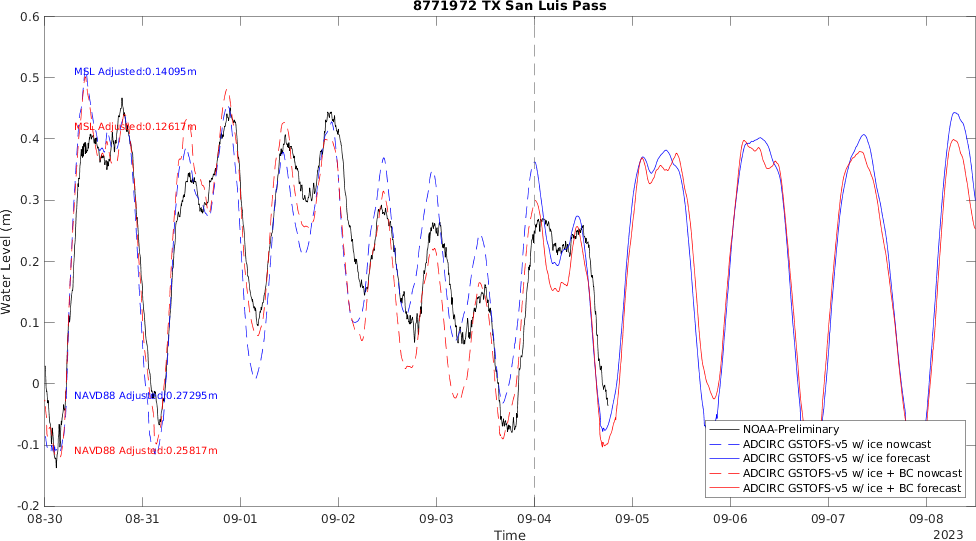 8771972 TX San Luis Pass
0.6
0.5
0.4
0.3
0.2
0.1
0
-0.1
-0.2
Water Level (m)
MSL Adjusted:0.14095m
MSL Adjusted:0.12617m
NAVD88 Adjusted:0.27295m
NAVD88 Adjusted:0.25817m
NOAA-Preliminary
ADCIRC GSTOFS-v5 w/ ice nowcast
ADCIRC GSTOFS-v5 w/ ice forecast
ADCIRC GSTOFS-v5 w/ ice + BC nowcast
ADCIRC GSTOFS-v5 w/ ice + BC forecast
08-30 08-31 09-01 09-02 09-03 09-04 09-05 09-06 09-07 09-08
Time
2023